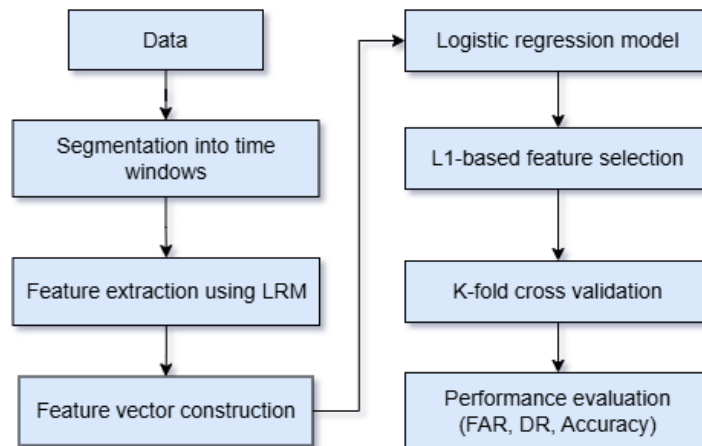 Data
Segmentation into time
windows
Feature extraction using LRM
Feature vector construction
Logistic regression model
L1-based feature selection
K-fold cross validation
Performance evaluation
(FAR, DR, Accuracy)